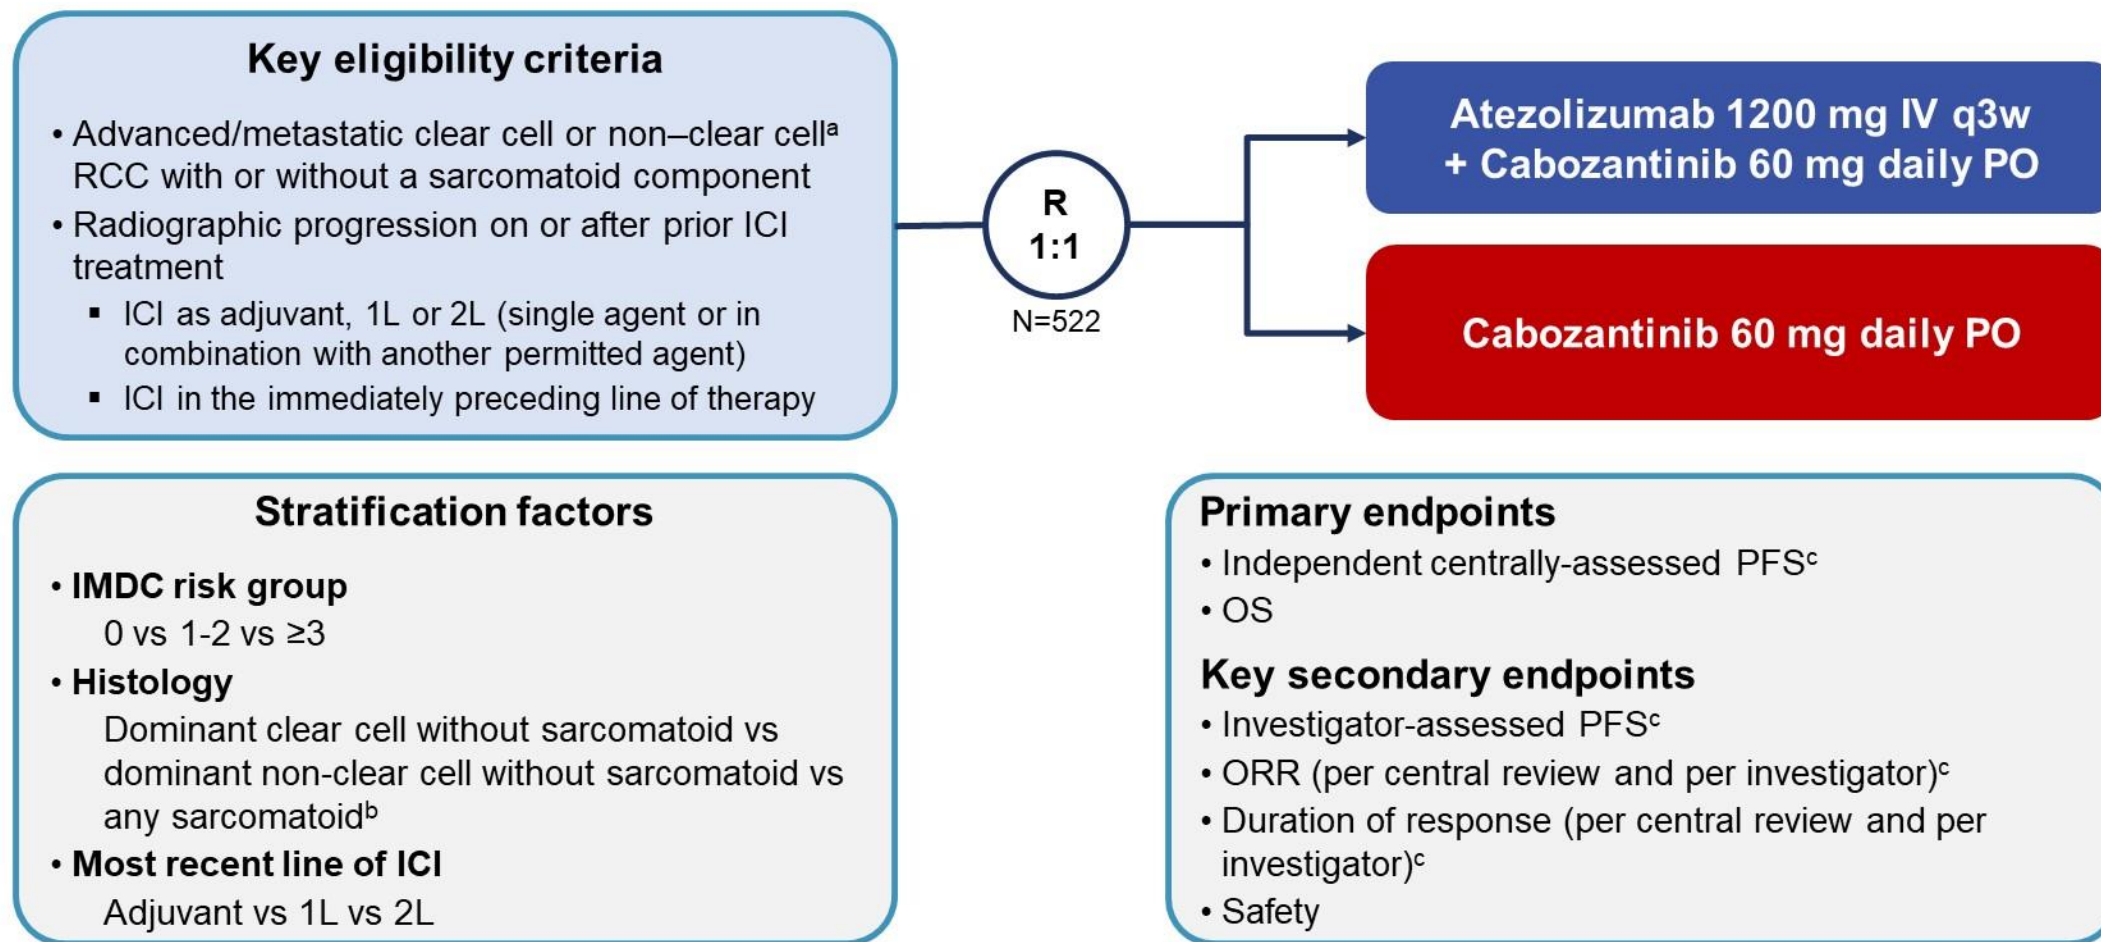 Key eligibility criteria
• Advanced/metastatic clear cell or non–clear cellᵃ
RCC with or without a sarcomatoid component
• Radiographic progression on or after prior ICI
treatment
▪ ICI as adjuvant, 1L or 2L (single agent or in
combination with another permitted agent)
▪ ICI in the immediately preceding line of therapy
R
1:1
N=522
Atezolizumab 1200 mg IV q3w
+ Cabozantinib 60 mg daily PO
Cabozantinib 60 mg daily PO
Stratification factors
• IMDC risk group
0 vs 1-2 vs ≥3
• Histology
Dominant clear cell without sarcomatoid vs
dominant non-clear cell without sarcomatoid vs
any sarcomatoidᵇ
• Most recent line of ICI
Adjuvant vs 1L vs 2L
Primary endpoints
• Independent centrally-assessed PFSᶜ
• OS
Key secondary endpoints
• Investigator-assessed PFSᶜ
• ORR (per central review and per investigator)ᶜ
• Duration of response (per central review and per
investigator)ᶜ
• Safety